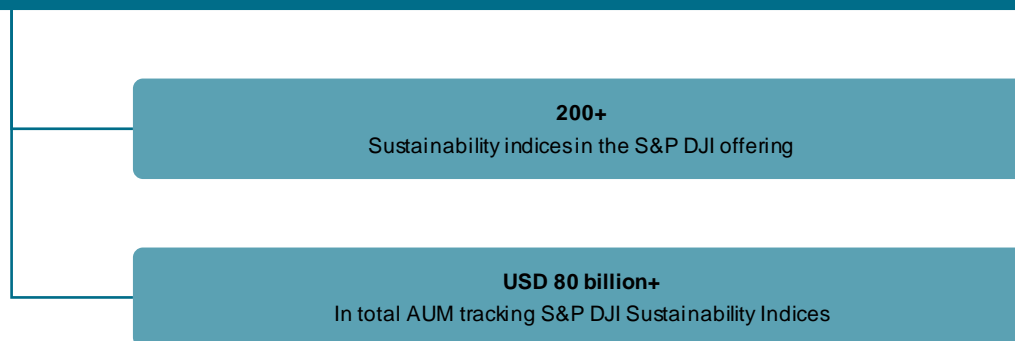 200+
Sustainability indices in the S&P DJI offering
USD 80 billion+
In total AUM tracking S&P DJI Sustainability Indices